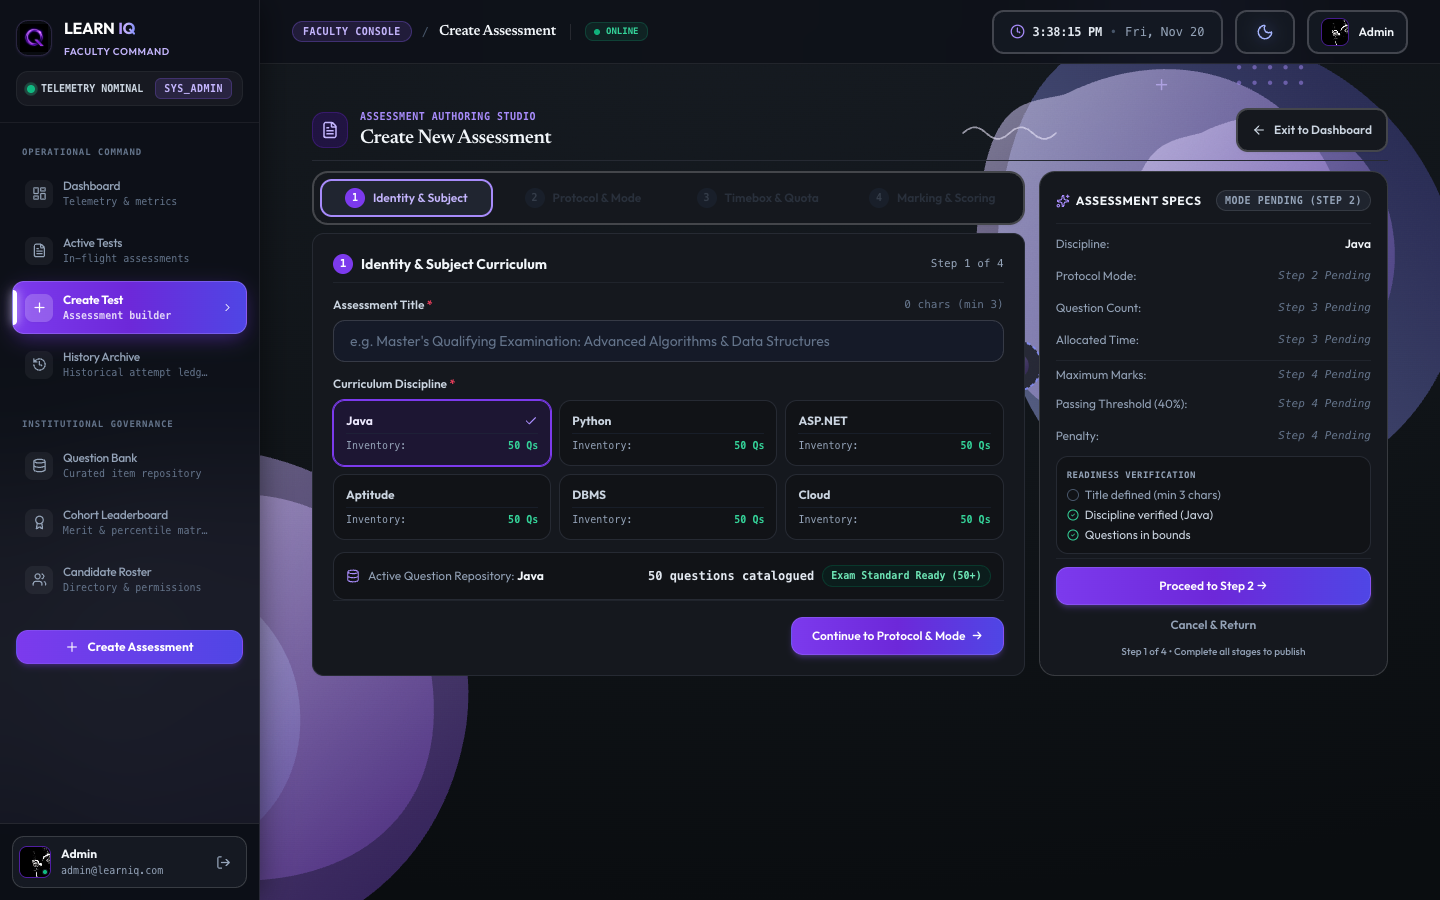 LEARN IQ
FACULTY COMMAND
TELEMETRY NOMINAL
SYS_ADMIN
OPERATIONAL COMMAND
Dashboard
Telemetry & metrics
Active Tests
In-flight assessments
Create Test
Assessment builder
History Archive
Historical attempt ledg…
INSTITUTIONAL GOVERNANCE
Question Bank
Curated item repository
Cohort Leaderboard
Merit & percentile matr…
Candidate Roster
Directory & permissions
Create Assessment
Admin
admin@learniq.com
FACULTY CONSOLE / Create Assessment
ONLINE
3:38:15 PM • Fri, Nov 20
Admin
ASSESSMENT AUTHORING STUDIO
Create New Assessment
Exit to Dashboard
1 Identity & Subject
2 Protocol & Mode
3 Timebox & Quota
4 Marking & Scoring
1 Identity & Subject Curriculum
Step 1 of 4
Assessment Title *
0 chars (min 3)
e.g. Master's Qualifying Examination: Advanced Algorithms & Data Structures
Curriculum Discipline *
Java
Inventory: 50 Qs
Python
Inventory: 50 Qs
ASP.NET
Inventory: 50 Qs
Aptitude
Inventory: 50 Qs
DBMS
Inventory: 50 Qs
Cloud
Inventory: 50 Qs
Active Question Repository: Java
50 questions catalogued
Exam Standard Ready (50+)
Continue to Protocol & Mode →
ASSESSMENT SPECS
MODE PENDING (STEP 2)
Discipline: Java
Protocol Mode: Step 2 Pending
Question Count: Step 3 Pending
Allocated Time: Step 3 Pending
Maximum Marks: Step 4 Pending
Passing Threshold (40%): Step 4 Pending
Penalty: Step 4 Pending
READINESS VERIFICATION
Title defined (min 3 chars)
Discipline verified (Java)
Questions in bounds
Proceed to Step 2 →
Cancel & Return
Step 1 of 4 • Complete all stages to publish